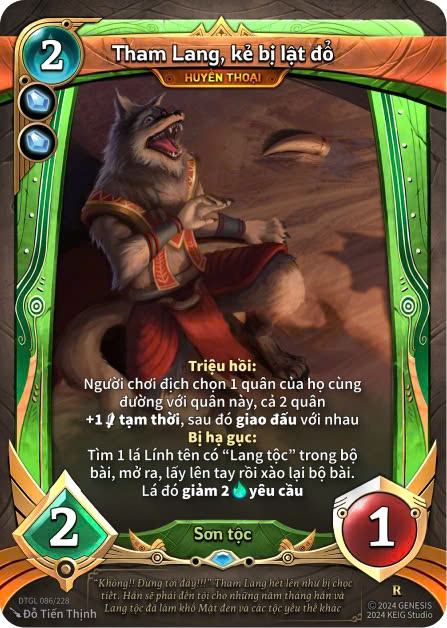 2
Tham Lang, kẻ bị lật đổ
HUYỀN THOẠI
Triệu hồi:
Người chơi địch chọn 1 quân của họ cùng
đường với quân này, cả 2 quân
+1 tạm thời, sau đó giao đấu với nhau
Bị hạ gục:
Tìm 1 lá Lính tên có “Lang tộc” trong bộ
bài, mở ra, lấy lên tay rồi xào lại bộ bài.
Lá đó giảm 2 yêu cầu
2
Sơn tộc
1
“Không!! Đừng tới đây!!!” Tham Lang hét lên như bị chọc
tiết. Hắn sẽ phải đền tội cho những năm tháng hắn và
Lang tộc đã làm khổ Mặt đen và các tộc yêu thế khác
R
DTGL 086/228
Đỗ Tiến Thịnh
© 2024 GENESIS
2024 KEIG Studio